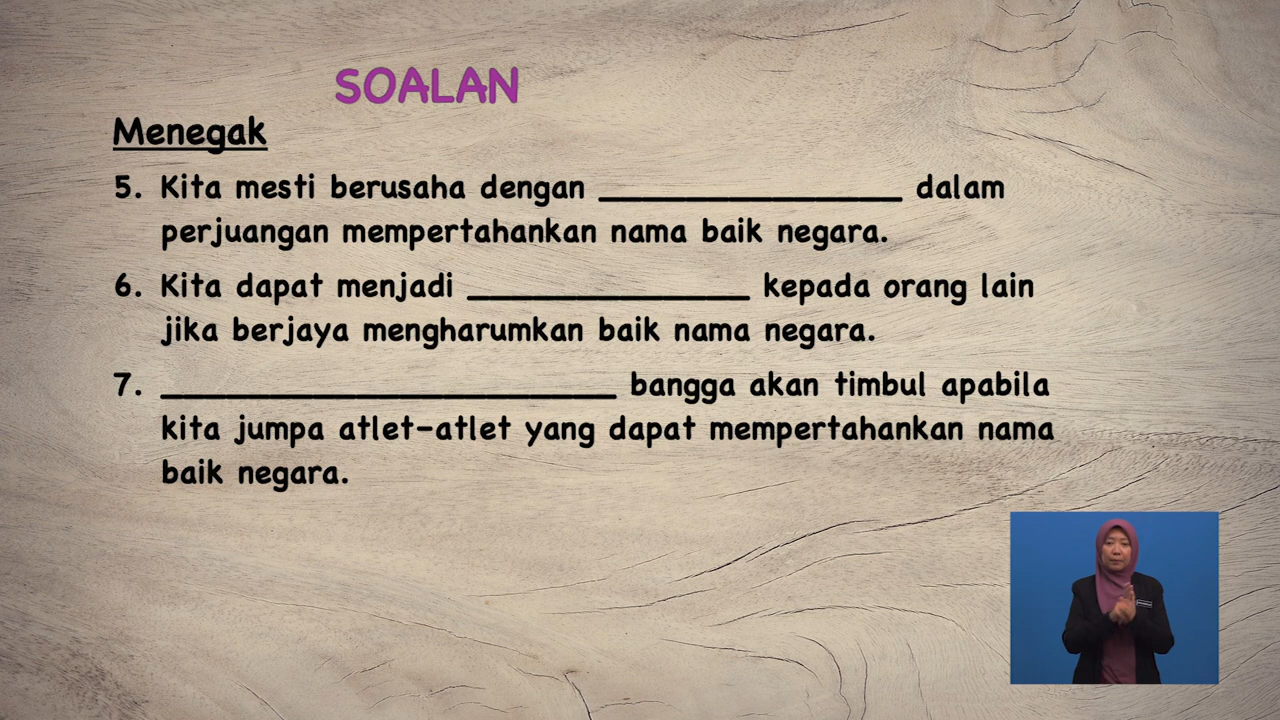 SOALAN
Menegak
5. Kita mesti berusaha dengan ________________ dalam
perjuangan mempertahankan nama baik negara.
6. Kita dapat menjadi _______________ kepada orang lain
jika berjaya mengharumkan baik nama negara.
7. ________________________ bangga akan timbul apabila
kita jumpa atlet-atlet yang dapat mempertahankan nama
baik negara.